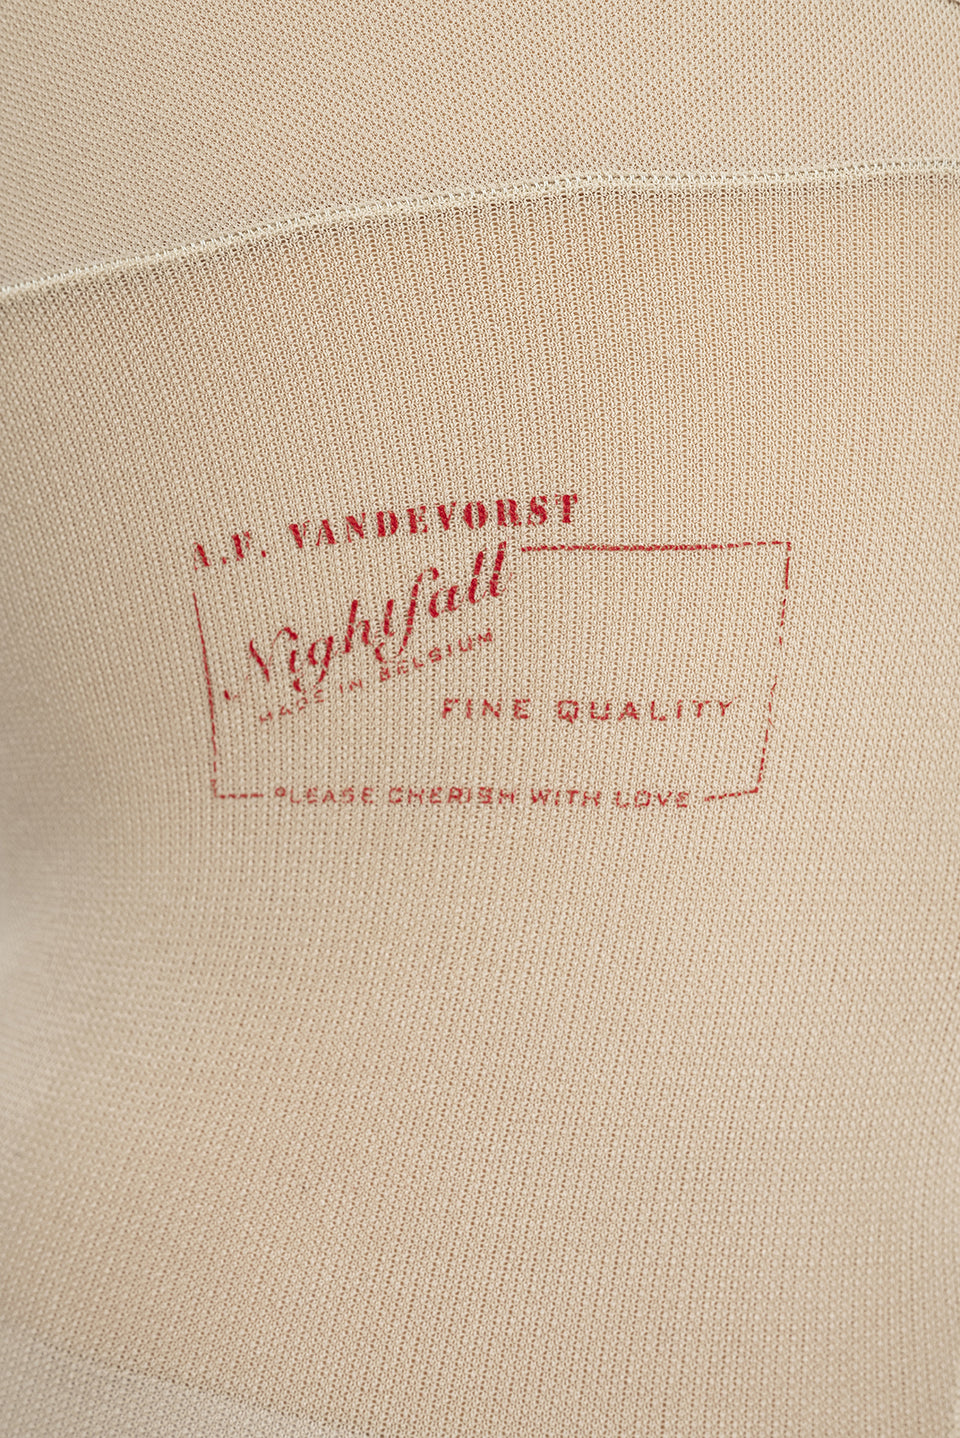 A.F. VANDEVORST
Nightfall
MADE IN BELGIUM
FINE QUALITY
PLEASE CHERISH WITH LOVE